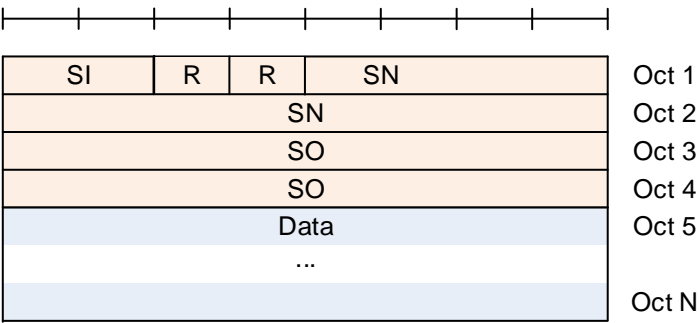 SI R R SN Oct 1
SN Oct 2
SO Oct 3
SO Oct 4
Data Oct 5
...
Oct N